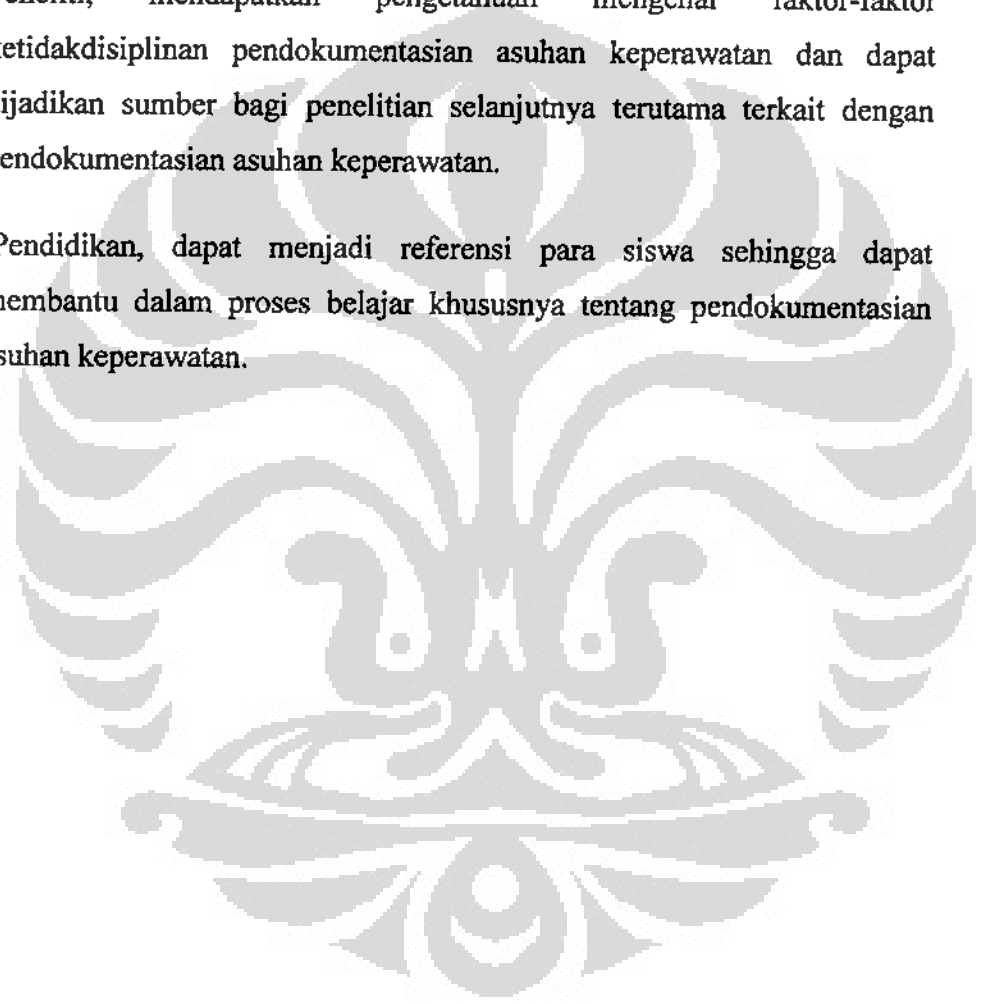 mendapatkan pengetahuan mengenai faktor-faktor
etidakdisiplinan pendokumentasian asuhan keperawatan dan dapat
ijadikan sumber bagi penelitian selanjutnya terutama terkait dengan
endokumentasian asuhan keperawatan.
Pendidikan, dapat menjadi referensi para siswa sehingga dapat
nembantu dalam proses belajar khususnya tentang pendokumentasian
suhan keperawatan.